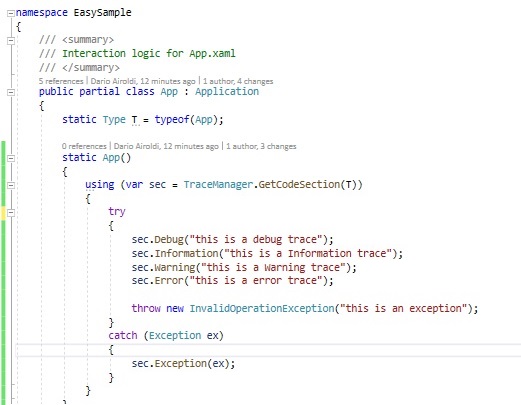 namespace EasySample
{
/// <summary>
/// Interaction logic for App.xaml
/// </summary>
5 references | Dario Airoldi, 12 minutes ago | 1 author, 4 changes
public partial class App : Application
{
static Type T = typeof(App);
0 references | Dario Airoldi, 12 minutes ago | 1 author, 3 changes
static App()
{
using (var sec = TraceManager.GetCodeSection(T))
{
try
{
sec.Debug("this is a debug trace");
sec.Information("this is a Information trace");
sec.Warning("this is a Warning trace");
sec.Error("this is a error trace");
throw new InvalidOperationException("this is an exception");
}
catch (Exception ex)
{
sec.Exception(ex);
}
}
}